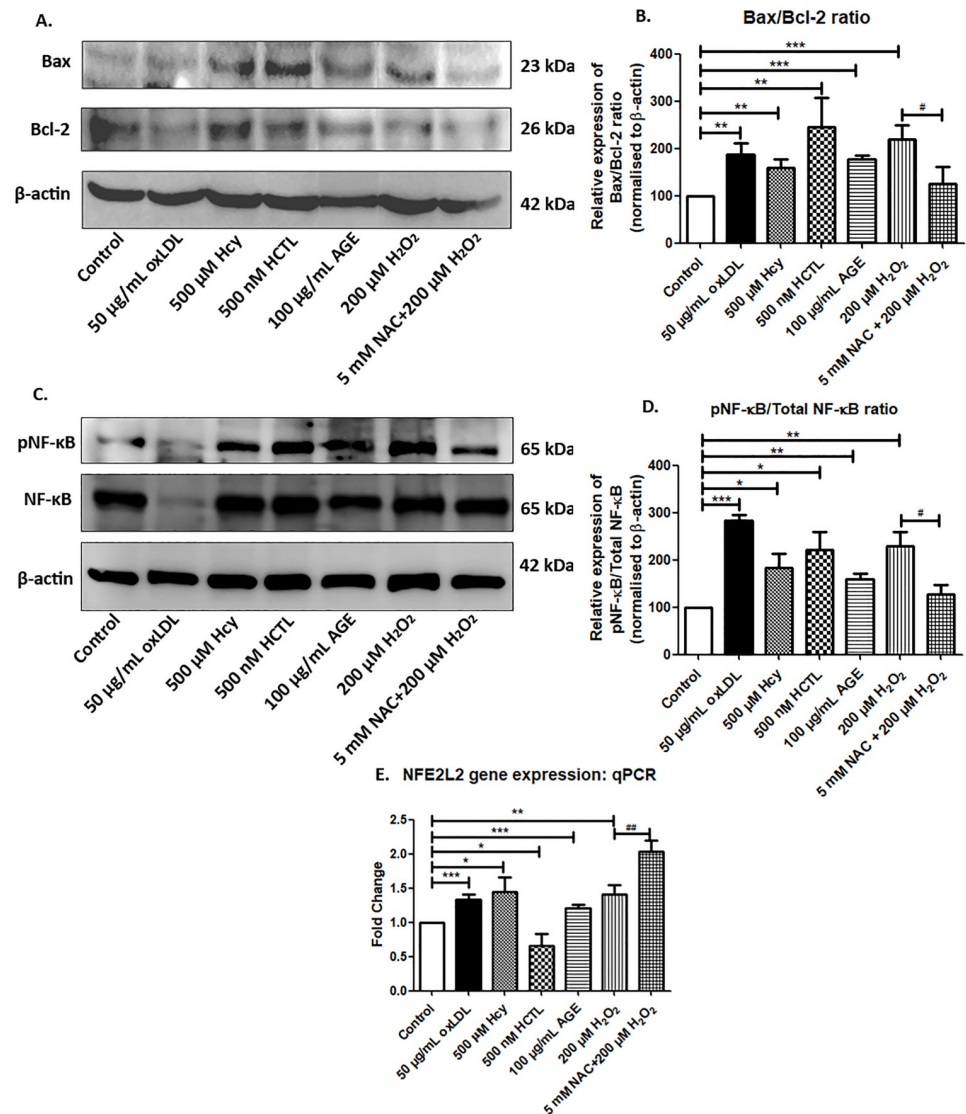 A.
Bax
23 kDa
Bcl-2
26 kDa
β-actin
42 kDa
Control
50 µg/mL oxLDL
500 µM Hcy
500 nM HCTL
100 µg/mL AGE
200 µM H₂O₂
5 mM NAC+200 µM H₂O₂
B.
Bax/Bcl-2 ratio
Relative expression of
Bax/Bcl-2 ratio
(normalised to β-actin)
400
300
200
100
0
***
***
**
**
**
#
Control
50 µg/mL oxLDL
500 µM Hcy
500 nM HCTL
100 µg/mL AGE
200 µM H₂O₂
5 mM NAC + 200 µM H₂O₂
C.
pNF-κB
65 kDa
NF-κB
65 kDa
β-actin
42 kDa
Control
50 µg/mL oxLDL
500 µM Hcy
500 nM HCTL
100 µg/mL AGE
200 µM H₂O₂
5 mM NAC+200 µM H₂O₂
D.
pNF-κB/Total NF-κB ratio
Relative expression of
pNF-κB/Total NF-κB
(normalised to β-actin)
400
300
200
100
0
**
**
*
*
***
#
Control
50 µg/mL oxLDL
500 µM Hcy
500 nM HCTL
100 µg/mL AGE
200 µM H₂O₂
5 mM NAC + 200 µM H₂O₂
E. NFE2L2 gene expression: qPCR
Fold Change
2.5
2.0
1.5
1.0
0.5
0.0
**
***
*
*
***
##
Control
50 µg/mL oxLDL
500 µM Hcy
500 nM HCTL
100 µg/mL AGE
200 µM H₂O₂
5 mM NAC+200 µM H₂O₂